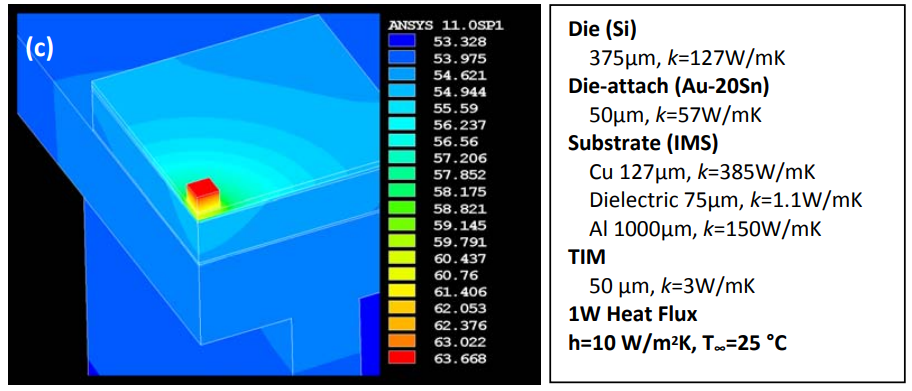 (c)
ANSYS 11.0SP1
53.328
53.975
54.621
54.944
55.59
56.237
56.56
57.206
57.852
58.175
58.821
59.145
59.791
60.437
60.76
61.406
62.053
62.376
63.022
63.668
Die (Si)
375µm, k=127W/mK
Die-attach (Au-20Sn)
50µm, k=57W/mK
Substrate (IMS)
Cu 127µm, k=385W/mK
Dielectric 75µm, k=1.1W/mK
Al 1000µm, k=150W/mK
TIM
50 µm, k=3W/mK
1W Heat Flux
h=10 W/m²K, T∞=25 °C